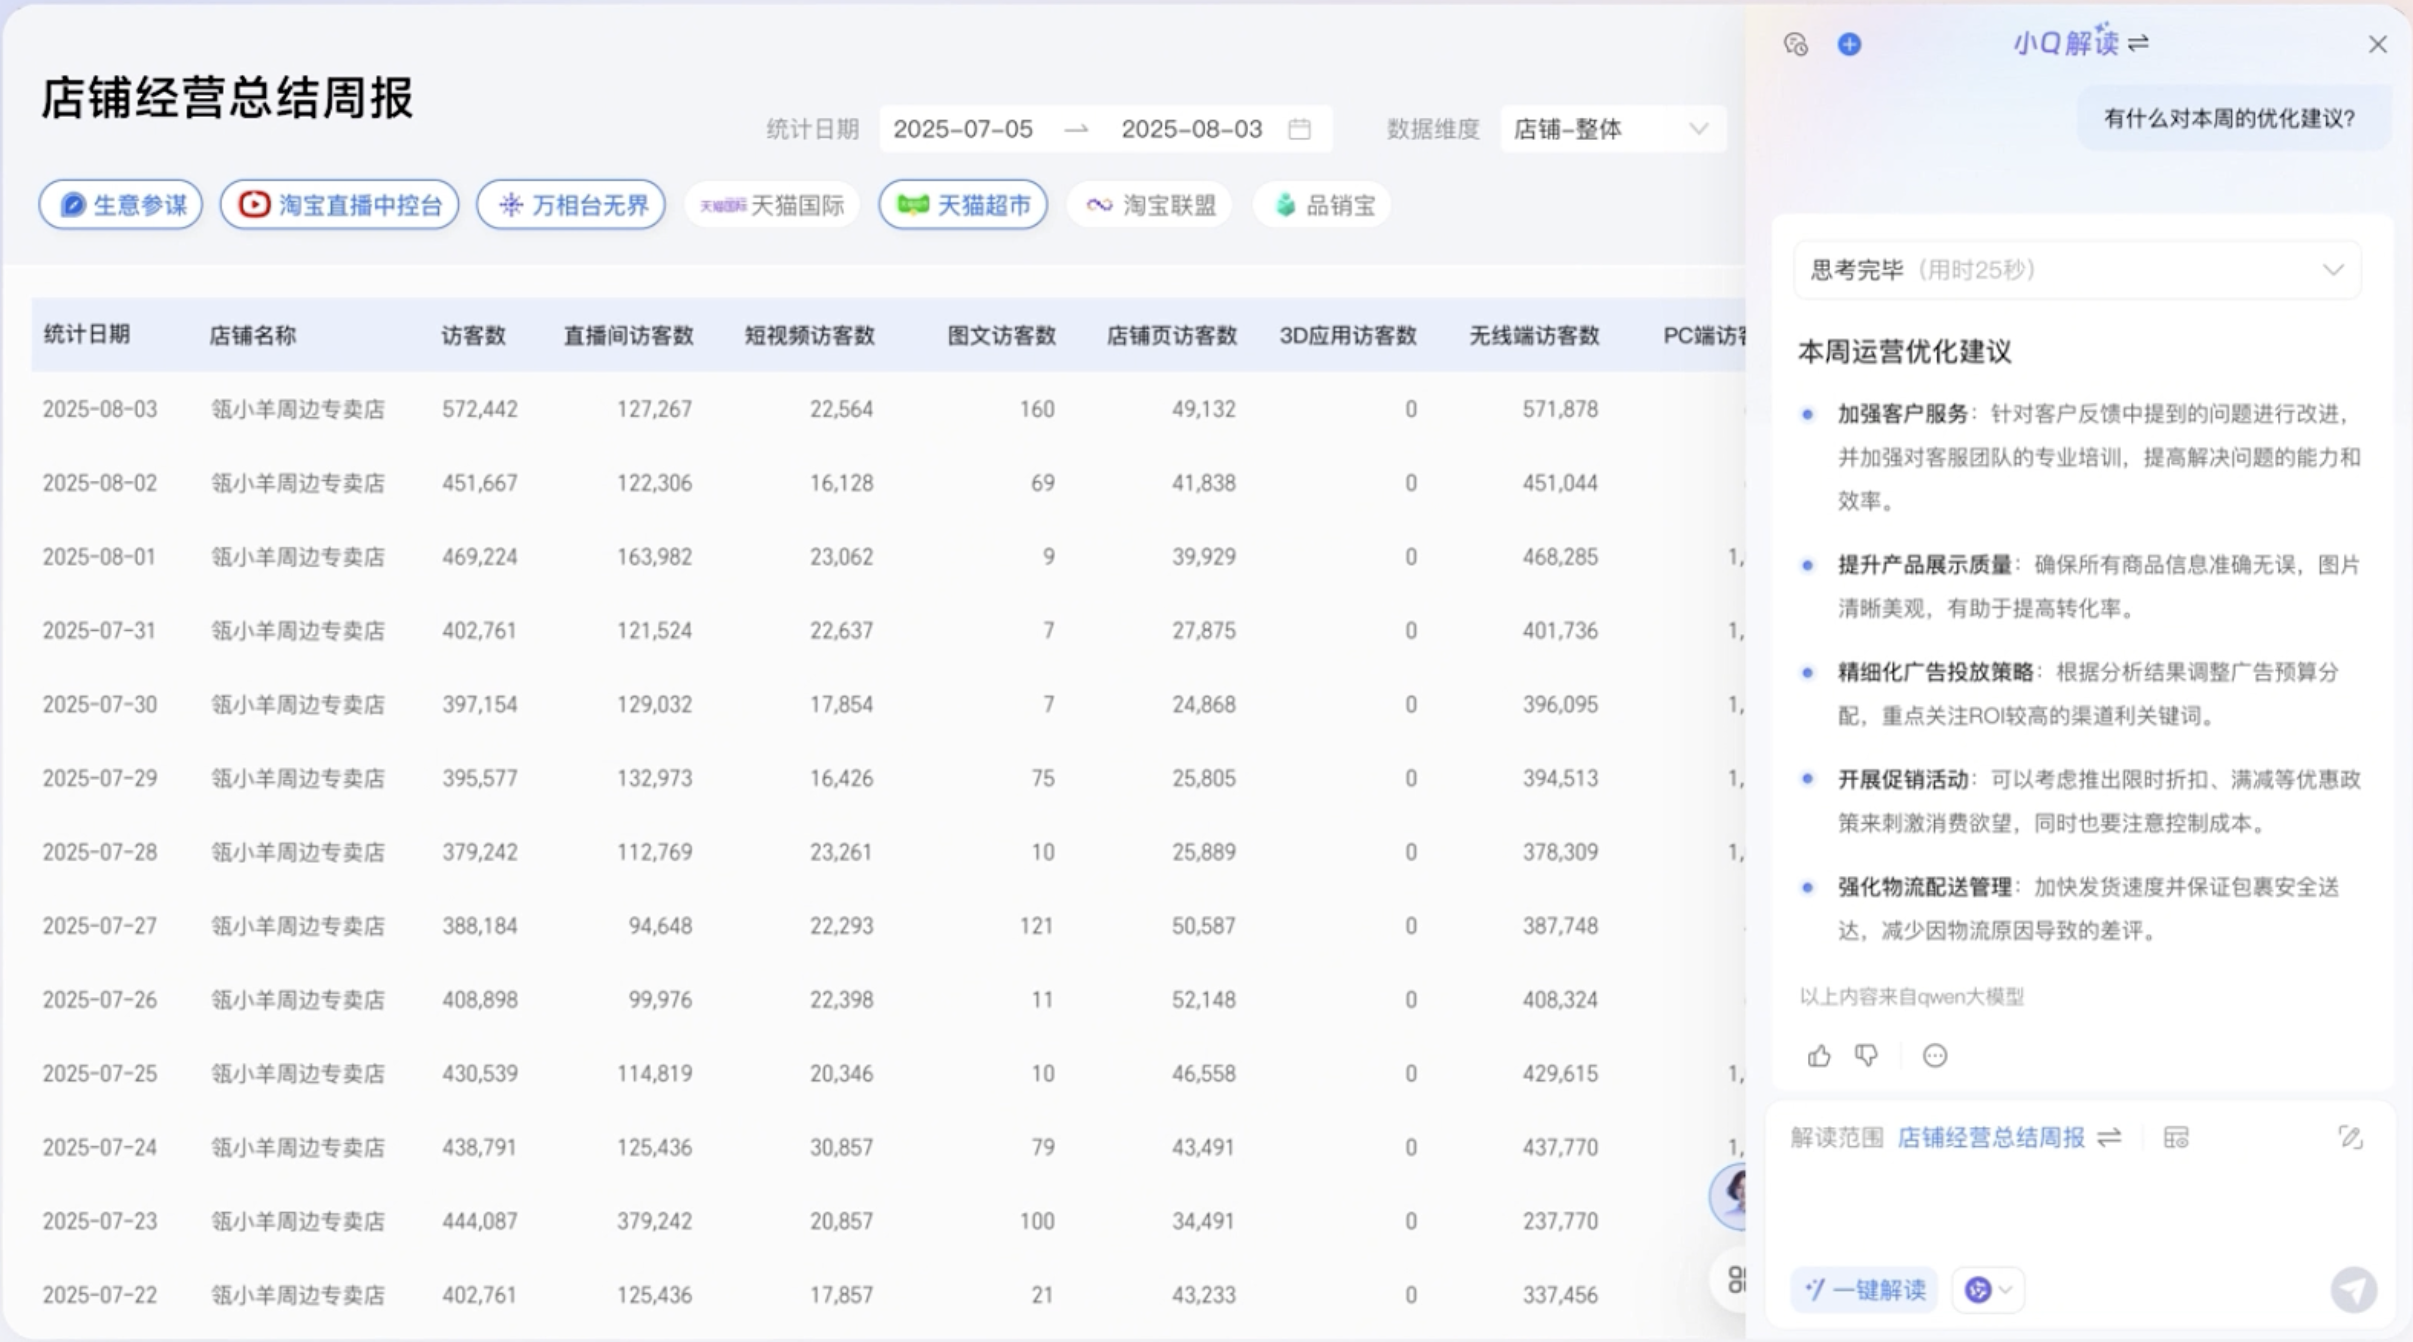 店铺经营总结周报
统计日期 2025-07-05 → 2025-08-03 数据维度 店铺-整体
生意参谋 淘宝直播中控台 万相台无界 天猫国际 天猫国际 天猫超市 淘宝联盟 品销宝
统计日期 店铺名称 访客数 直播间访客数 短视频访客数 图文访客数 店铺页访客数 3D应用访客数 无线端访客数 PC端访客
2025-08-03 瓴小羊周边专卖店 572,442 127,267 22,564 160 49,132 0 571,878
2025-08-02 瓴小羊周边专卖店 451,667 122,306 16,128 69 41,838 0 451,044
2025-08-01 瓴小羊周边专卖店 469,224 163,982 23,062 9 39,929 0 468,285 1,
2025-07-31 瓴小羊周边专卖店 402,761 121,524 22,637 7 27,875 0 401,736 1,
2025-07-30 瓴小羊周边专卖店 397,154 129,032 17,854 7 24,868 0 396,095 1,
2025-07-29 瓴小羊周边专卖店 395,577 132,973 16,426 75 25,805 0 394,513 1,
2025-07-28 瓴小羊周边专卖店 379,242 112,769 23,261 10 25,889 0 378,309 1,
2025-07-27 瓴小羊周边专卖店 388,184 94,648 22,293 121 50,587 0 387,748
2025-07-26 瓴小羊周边专卖店 408,898 99,976 22,398 11 52,148 0 408,324
2025-07-25 瓴小羊周边专卖店 430,539 114,819 20,346 10 46,558 0 429,615 1,
2025-07-24 瓴小羊周边专卖店 438,791 125,436 30,857 79 43,491 0 437,770 1,
2025-07-23 瓴小羊周边专卖店 444,087 379,242 20,857 100 34,491 0 237,770
2025-07-22 瓴小羊周边专卖店 402,761 125,436 17,857 21 43,233 0 337,456
小Q解读
有什么对本周的优化建议?
思考完毕（用时25秒）
本周运营优化建议
加强客户服务：针对客户反馈中提到的问题进行改进，
并加强对客服团队的专业培训，提高解决问题的能力和
效率。
提升产品展示质量：确保所有商品信息准确无误，图片
清晰美观，有助于提高转化率。
精细化广告投放策略：根据分析结果调整广告预算分
配，重点关注ROI较高的渠道利关键词。
开展促销活动：可以考虑推出限时折扣、满减等优惠政
策来刺激消费欲望，同时也要注意控制成本。
强化物流配送管理：加快发货速度并保证包裹安全送
达，减少因物流原因导致的差评。
以上内容来自qwen大模型
解读范围 店铺经营总结周报
一键解读